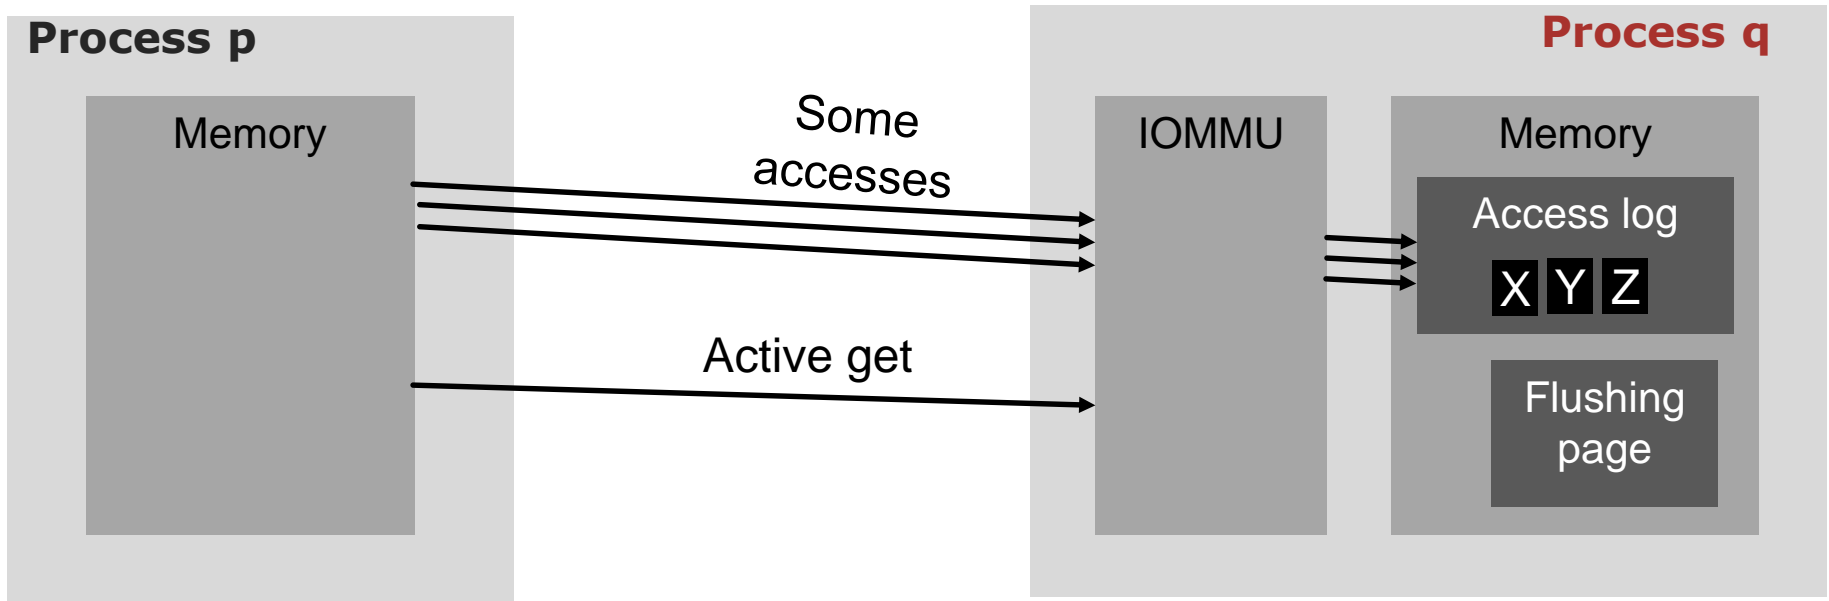 Process p
Memory
Some
accesses
Active get
Process q
IOMMU
Memory
Access log
X Y Z
Flushing
page